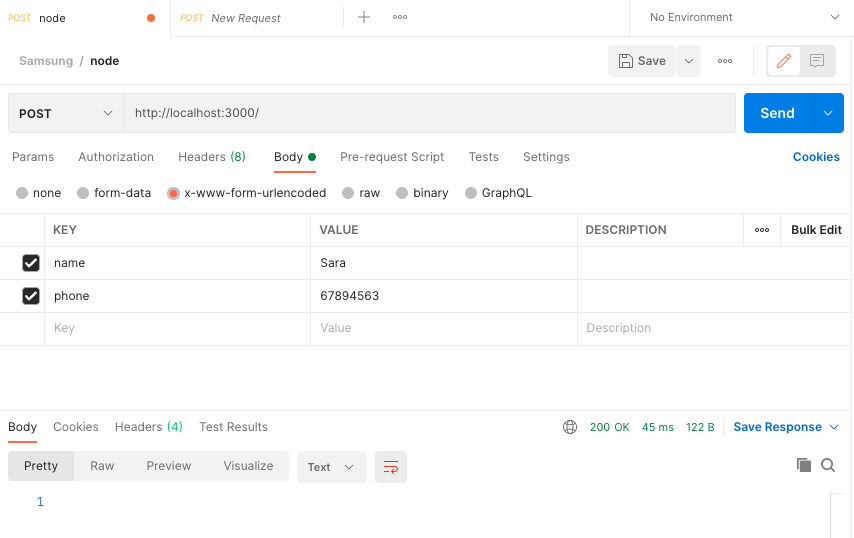 POST node POST New Request No Environment
Samsung / node Save
POST http://localhost:3000/ Send
Params Authorization Headers (8) Body Pre-request Script Tests Settings Cookies
none form-data x-www-form-urlencoded raw binary GraphQL
KEY VALUE DESCRIPTION Bulk Edit
name Sara
phone 67894563
Key Value Description
Body Cookies Headers (4) Test Results 200 OK 45 ms 122 B Save Response
Pretty Raw Preview Visualize Text
1